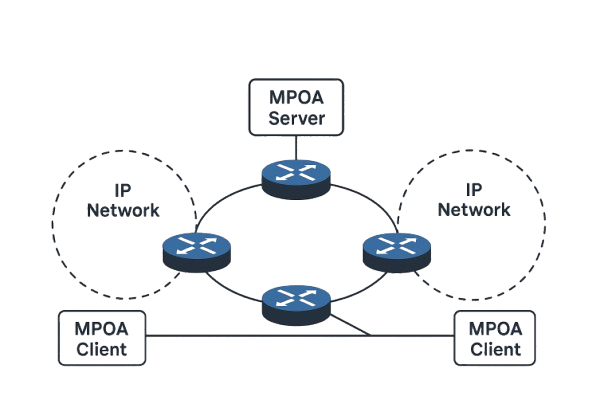 MPOA
Server
IP
Network
IP
Network
MPOA
Client
MPOA
Client